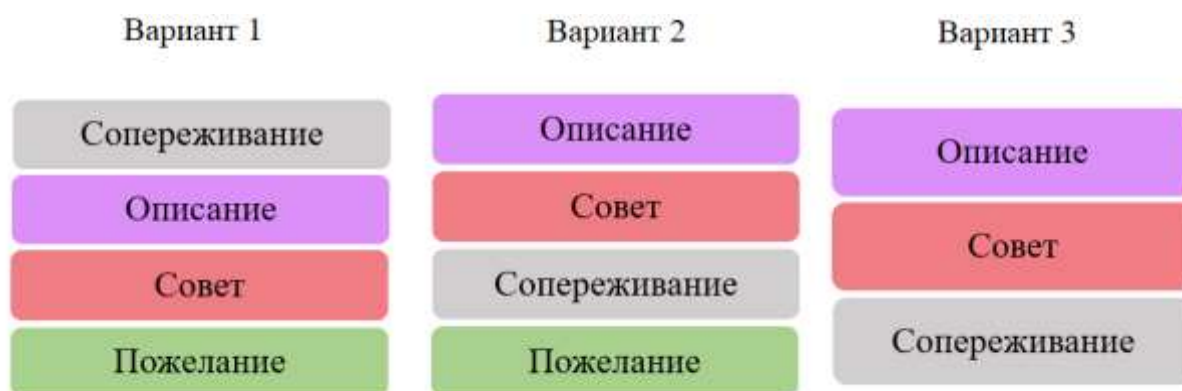 Вариант 1
Сопереживание
Описание
Совет
Пожелание
Вариант 2
Описание
Совет
Сопереживание
Пожелание
Вариант 3
Описание
Совет
Сопереживание